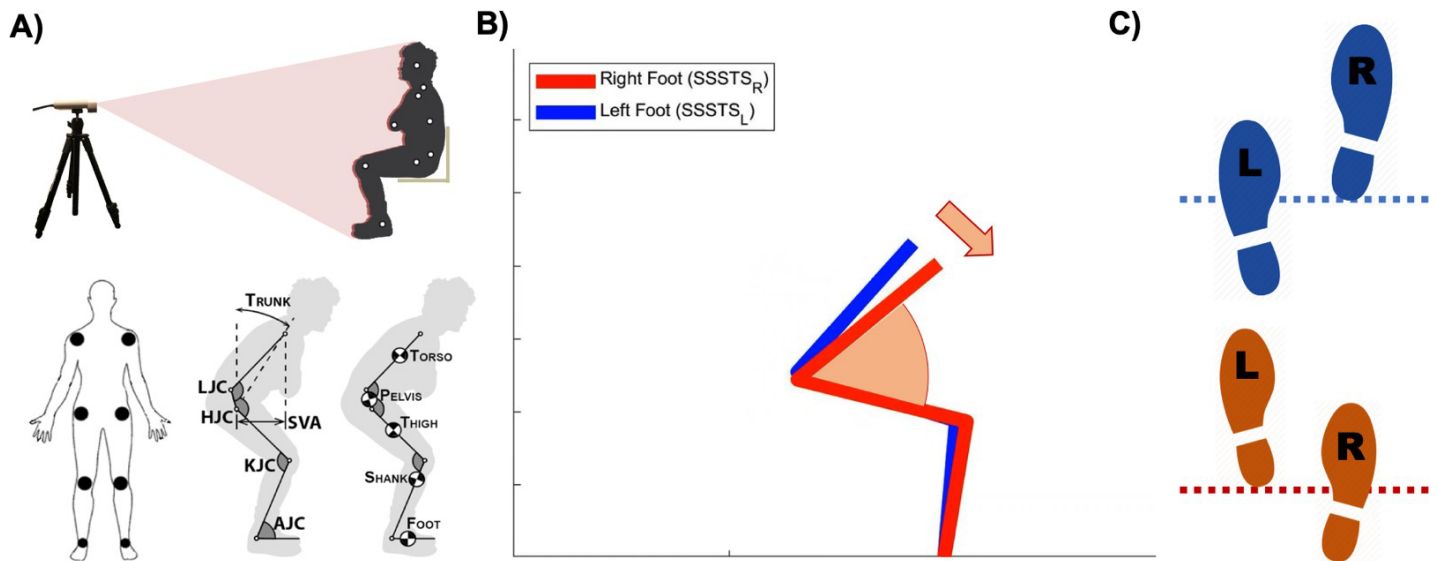 A)
TRUNK
LJC
HJC
SVA
KJC
AJC
TORSO
PELVIS
THIGH
SHANK
FOOT
B)
Right Foot (SSSTS_R)
Left Foot (SSSTS_L)
C)
R
L
L
R